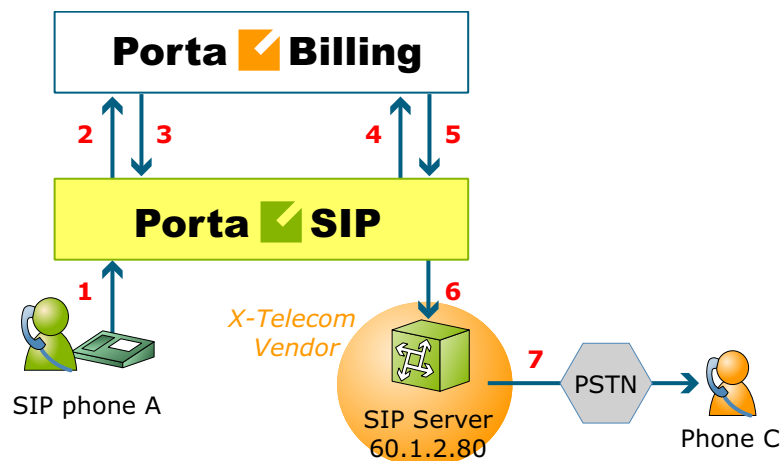 Porta Billing
2
3
4
5
Porta SIP
1
6
X-Telecom
Vendor
7
PSTN
SIP phone A
SIP Server
60.1.2.80
Phone C